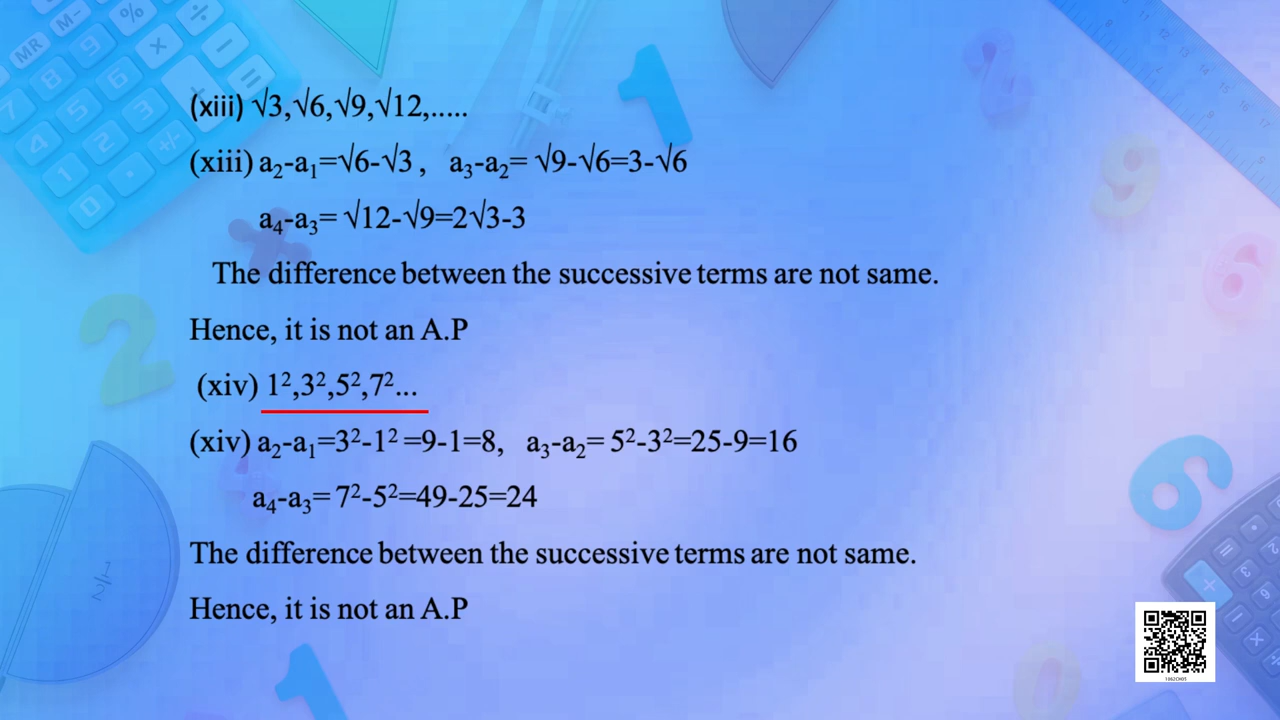 (xiii) √3,√6,√9,√12,.....
(xiii) a₂-a₁=√6-√3 , a₃-a₂= √9-√6=3-√6
a₄-a₃= √12-√9=2√3-3
The difference between the successive terms are not same.
Hence, it is not an A.P
(xiv) 1²,3²,5²,7²...
(xiv) a₂-a₁=3²-1² =9-1=8, a₃-a₂= 5²-3²=25-9=16
a₄-a₃= 7²-5²=49-25=24
The difference between the successive terms are not same.
Hence, it is not an A.P
1062CH05